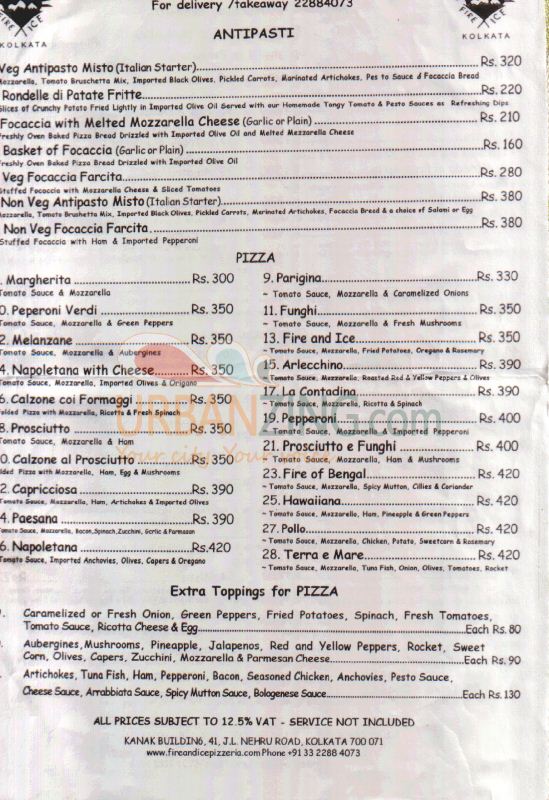 For delivery /takeaway 22884073
FIRE ICE
KOLKATA
FIRE ICE
KOLKATA
ANTIPASTI
Veg Antipasto Misto (Italian Starter) Rs. 320
Mozzarella, Tomato Bruschetta Mix, Imported Black Olives, Pickled Carrots, Marinated Artichokes, Pes to Sauce & Focaccia Bread
Rondelle di Patate Fritte Rs. 220
Slices of Crunchy Potato Fried Lightly in Imported Olive Oil Served with our Homemade Tangy Tomato & Pesto Sauces as Refreshing Dips
Focaccia with Melted Mozzarella Cheese (Garlic or Plain) Rs. 210
Freshly Oven Baked Pizza Bread Drizzled with Imported Olive Oil and Melted Mozzarella Cheese
Basket of Focaccia (Garlic or Plain) Rs. 160
Freshly Oven Baked Pizza Bread Drizzled with Imported Olive Oil
Veg Focaccia Farcita Rs. 280
Stuffed Focaccia with Mozzarella Cheese & Sliced Tomatoes
Non Veg Antipasto Misto (Italian Starter) Rs. 380
Mozzarella, Tomato Brushetta Mix, Imported Black Olives, Pickled Carrots, Marinated Artichokes, Focaccia Bread & a choice of Salami or Egg
Non Veg Focaccia Farcita Rs. 380
Stuffed Focaccia with Ham & Imported Pepperoni
PIZZA
. Margherita Rs. 300
Tomato Sauce & Mozzarella
0. Peperoni Verdi Rs. 350
Tomato Sauce, Mozzarella & Green Peppers
2. Melanzane Rs. 350
Tomato Sauce, Mozzarella & Aubergines
4. Napoletana with Cheese Rs. 350
Tomato Sauce, Mozzarella, Imported Olives & Origano
6. Calzone coi Formaggi Rs. 350
Folded Pizza with Mozzarella, Ricotta & Fresh Spinach
8. Prosciutto Rs. 350
Tomato Sauce, Mozzarella & Ham
0. Calzone al Prosciutto Rs. 350
lded Pizza with Mozzarella, Ham, Egg & Mushrooms
2. Capricciosa Rs. 390
Tomato Sauce, Mozzarella, Ham, Artichokes & Imported Olives
4. Paesana Rs. 390
Tomato Sauce, Mozzarella, Bacon, Spinach, Zucchini, Garlic & Parmasan
6. Napoletana Rs.420
Tomato Sauce, Imported Anchovies, Olives, Capers & Oregano
9. Parigina Rs. 330
~ Tomato Sauce, Mozzarella & Caramelized Onions
11. Funghi Rs. 350
~ Tomato Sauce, Mozzarella & Fresh Mushrooms
13. Fire and Ice Rs. 350
~ Tomato Sauce, Mozzarella, Fried Potatoes, Oregano & Rosemary
15. Arlecchino Rs. 390
~ Tomato Sauce, Mozzarella, Roasted Red & Yellow Peppers & Olives
17. La Contadina Rs. 390
~ Tomato Sauce, Mozzarella, Ricotta & Spinach
19. Pepperoni Rs. 400
~ Tomato Sauce, Mozzarella & Imported Pepperoni
21. Prosciutto e Funghi Rs. 400
~ Tomato Sauce, Mozzarella, Ham & Mushrooms
23. Fire of Bengal Rs. 420
~ Tomato Sauce, Mozzarella, Spicy Mutton, Cillies & Coriander
25. Hawaiiana Rs. 420
~ Tomato Sauce, Mozzarella, Ham, Pineapple & Green Peppers
27. Pollo Rs. 420
~ Tomato Sauce, Mozzarella, Chicken, Potato, Sweetcarn & Rosemary
28. Terra e Mare Rs. 420
~ Tomato Sauce, Mozzarella, Tuna Fish, Onion, Olives, Tomatoes, Rocket
URBANZING.com
Your city. Your
Extra Toppings for PIZZA
Caramelized or Fresh Onion, Green Peppers, Fried Potatoes, Spinach, Fresh Tomatoes,
Tomato Sauce, Ricotta Cheese & Egg Each Rs. 80
Aubergines, Mushrooms, Pineapple, Jalapenos, Red and Yellow Peppers, Rocket, Sweet
Corn, Olives, Capers, Zucchini, Mozzarella & Parmesan Cheese Each Rs. 90
Artichokes, Tuna Fish, Ham, Pepperoni, Bacon, Seasoned Chicken, Anchovies, Pesto Sauce,
Cheese Sauce, Arrabbiata Sauce, Spicy Mutton Sauce, Bolognese Sauce Each Rs. 130
ALL PRICES SUBJECT TO 12.5% VAT - SERVICE NOT INCLUDED
KANAK BUILDING, 41, J.L. NEHRU ROAD, KOLKATA 700 071
www.fireandicepizzeria.com Phone +91 33 2288 4073